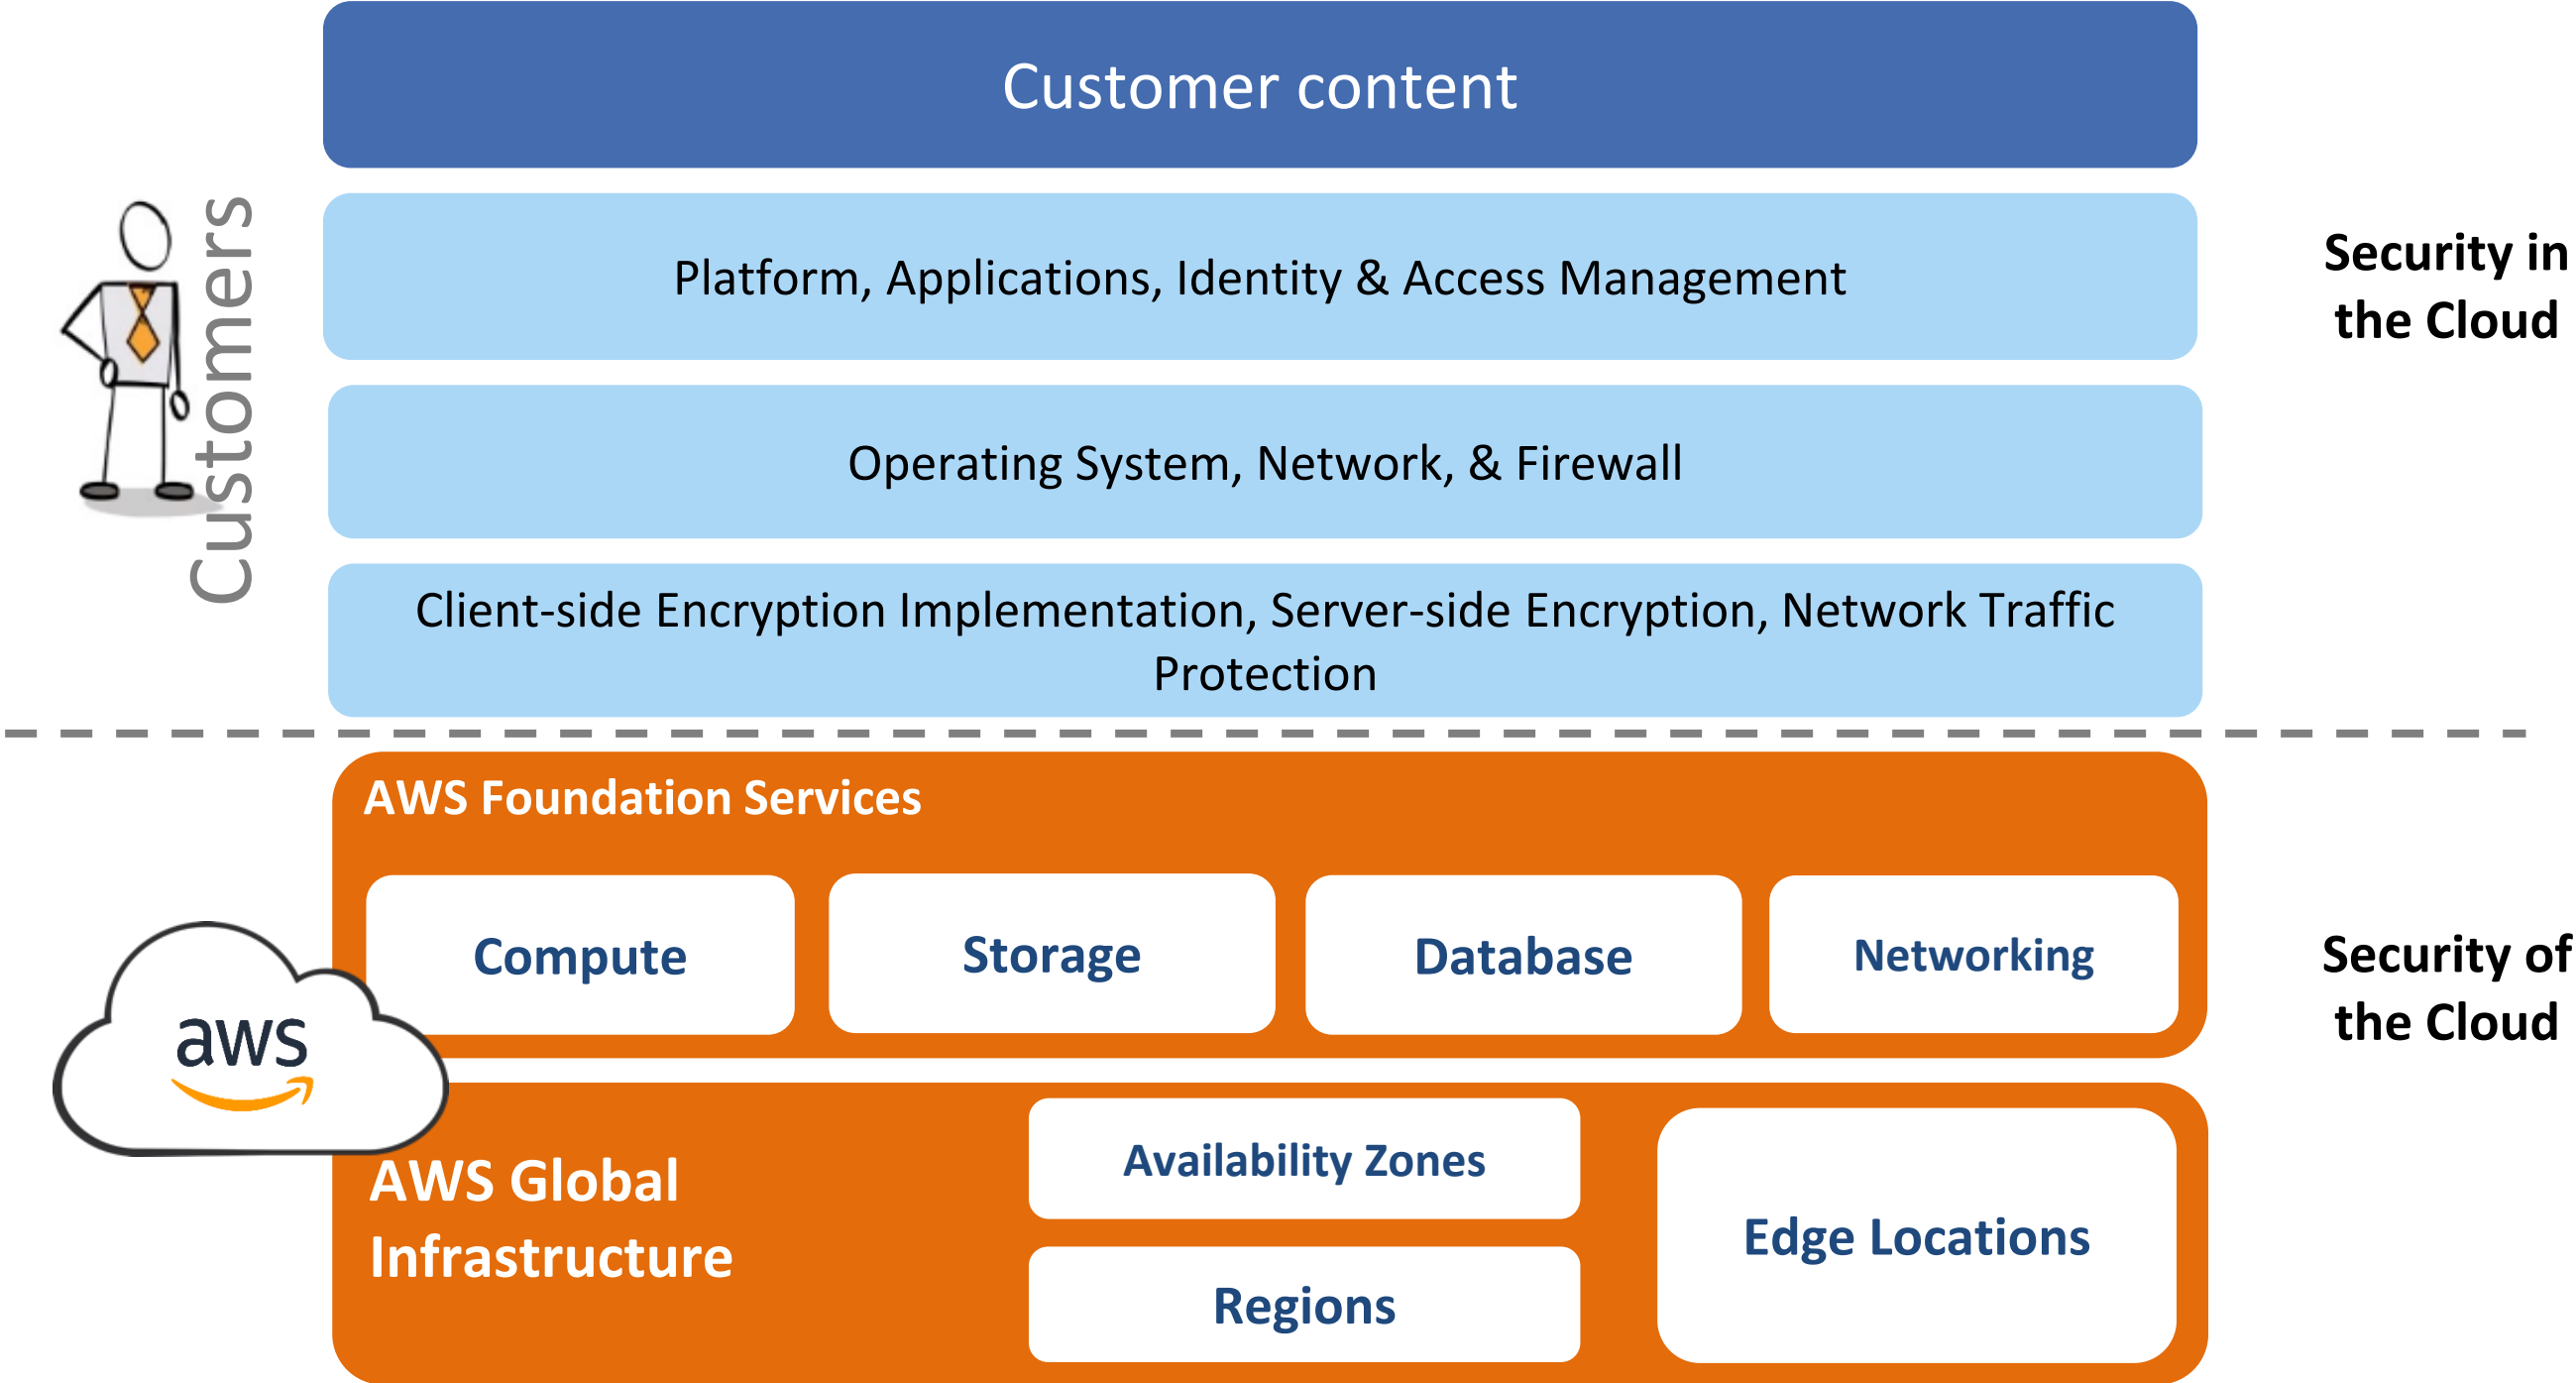 Customer content
Customers
Platform, Applications, Identity & Access Management
Security in
the Cloud
Operating System, Network, & Firewall
Client-side Encryption Implementation, Server-side Encryption, Network Traffic
Protection
AWS Foundation Services
Compute
Storage
Database
Networking
Security of
the Cloud
aws
AWS Global
Infrastructure
Availability Zones
Regions
Edge Locations